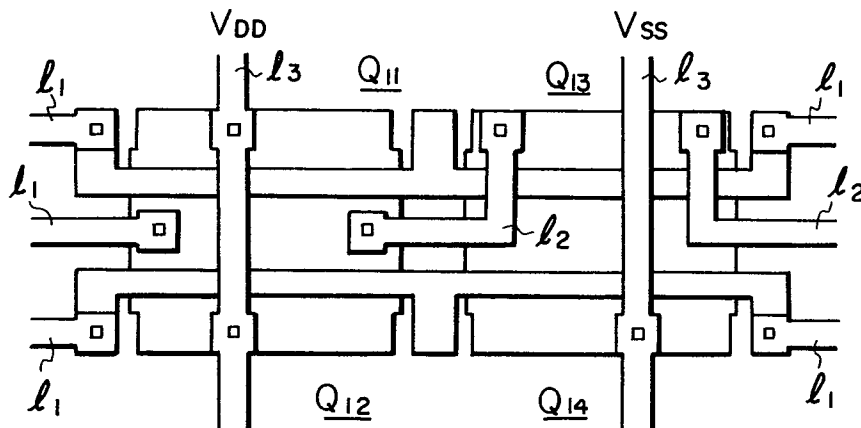 VDD VSS
ℓ3 Q11 Q13 ℓ3
ℓ1 ℓ1
ℓ1 ℓ2 ℓ2
ℓ1 Q12 Q14 ℓ1